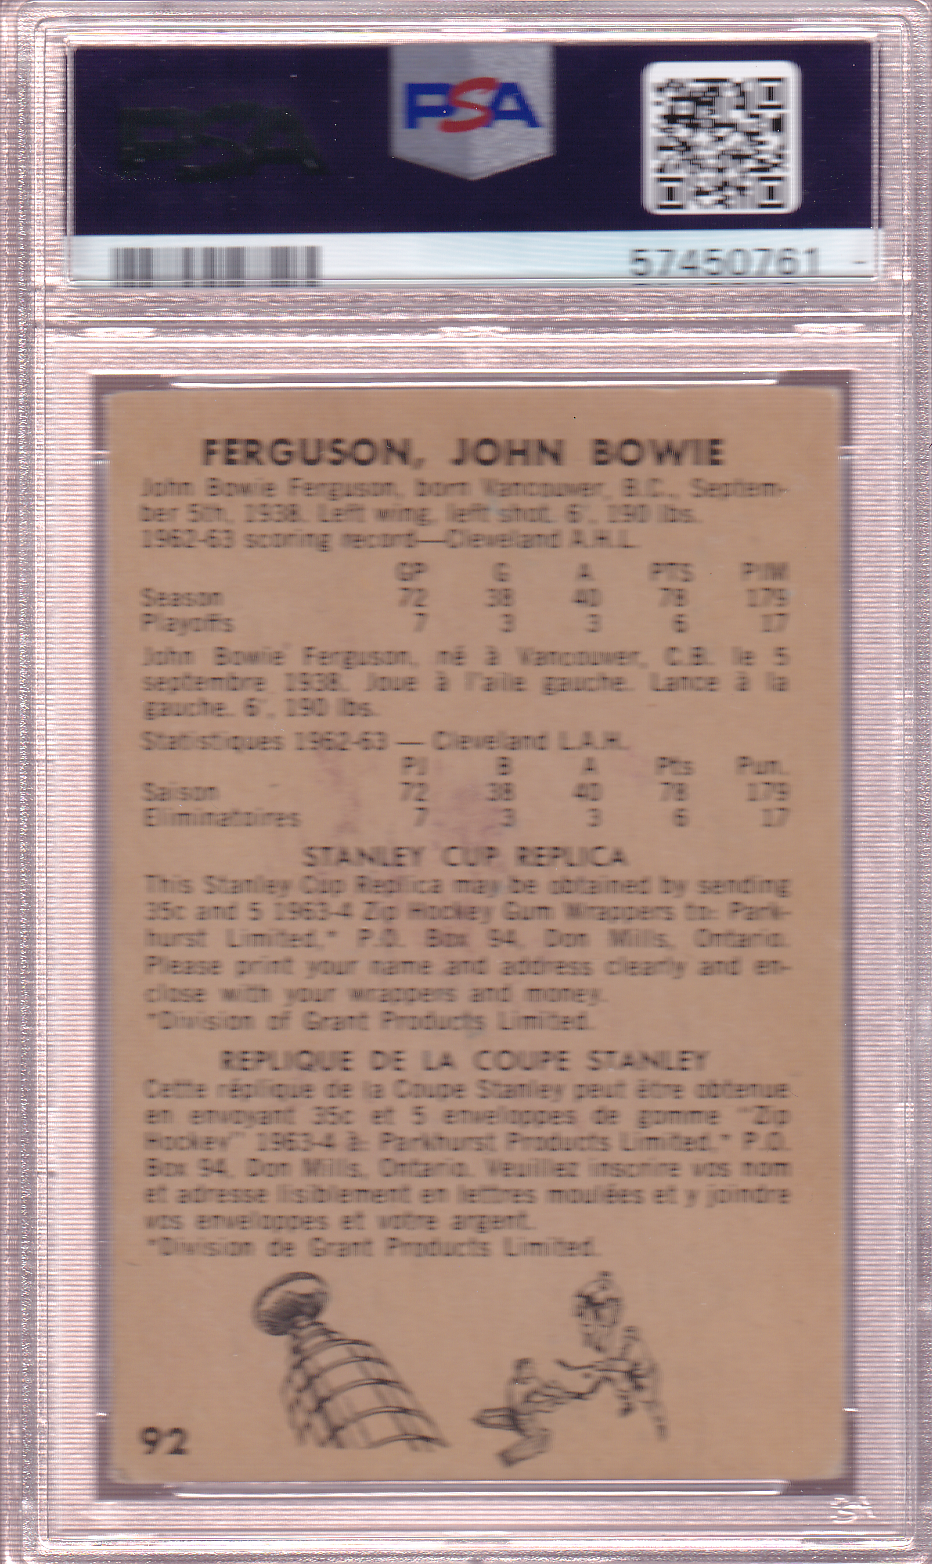 PSA
PSA
57450761
FERGUSON, JOHN BOWIE
John Bowie Ferguson, born Vancouver, B.C., Septem-
ber 5th, 1938. Left wing, left shot, 6', 190 lbs.
1962-63 scoring record—Cleveland A.H.L.
GP G A PTS PIM
Season 72 38 40 78 179
Playoffs 7 3 3 6 17
John Bowie Ferguson, né à Vancouver, C.B. le 5
septembre 1938. Joue à l'aile gauche. Lance à la
gauche. 6', 190 lbs.
Statistiques 1962-63 — Cleveland L.A.H.
PJ B A Pts Pun.
Saison 72 38 40 78 179
Eliminatoires 7 3 3 6 17
STANLEY CUP REPLICA
This Stanley Cup Replica may be obtained by sending
35c and 5 1963-4 Zip Hockey Gum Wrappers to: Park-
hurst Limited.* P.O. Box 94, Don Mills, Ontario.
Please print your name and address clearly and en-
close with your wrappers and money.
*Division of Grant Products Limited.
REPLIQUE DE LA COUPE STANLEY
Cette réplique de la Coupe Stanley peut être obtenue
en envoyant 35c et 5 enveloppes de gomme "Zip
Hockey" 1963-4 à: Parkhurst Products Limited.* P.O.
Box 94, Don Mills, Ontario. Veuillez inscrire vos nom
et adresse lisiblement en lettres moulées et y joindre
vos enveloppes et votre argent.
*Division de Grant Products Limited.
92
PSA